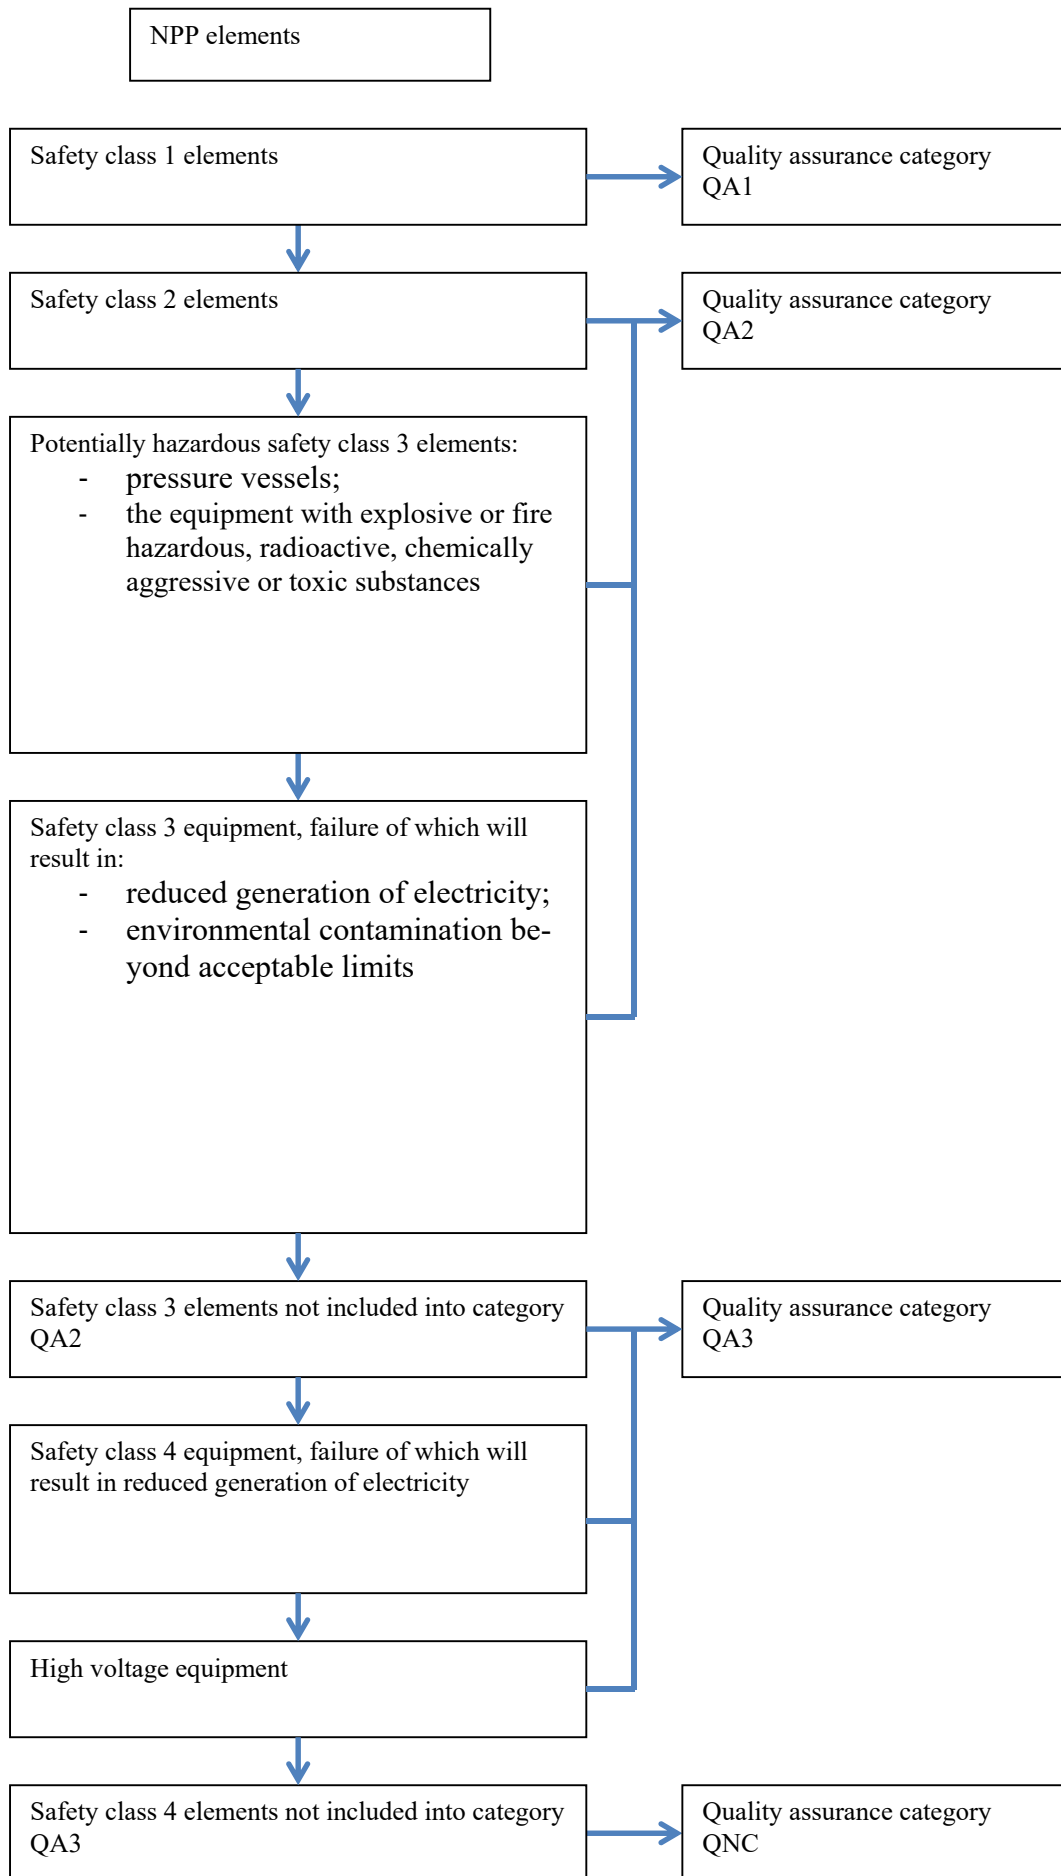 NPP elements
Safety class 1 elements
Quality assurance category
QA1
Safety class 2 elements
Quality assurance category
QA2
Potentially hazardous safety class 3 elements:
- pressure vessels;
- the equipment with explosive or fire
hazardous, radioactive, chemically
aggressive or toxic substances
Safety class 3 equipment, failure of which will
result in:
- reduced generation of electricity;
- environmental contamination be-
yond acceptable limits
Safety class 3 elements not included into category
QA2
Quality assurance category
QA3
Safety class 4 equipment, failure of which will
result in reduced generation of electricity
High voltage equipment
Safety class 4 elements not included into category
QA3
Quality assurance category
QNC